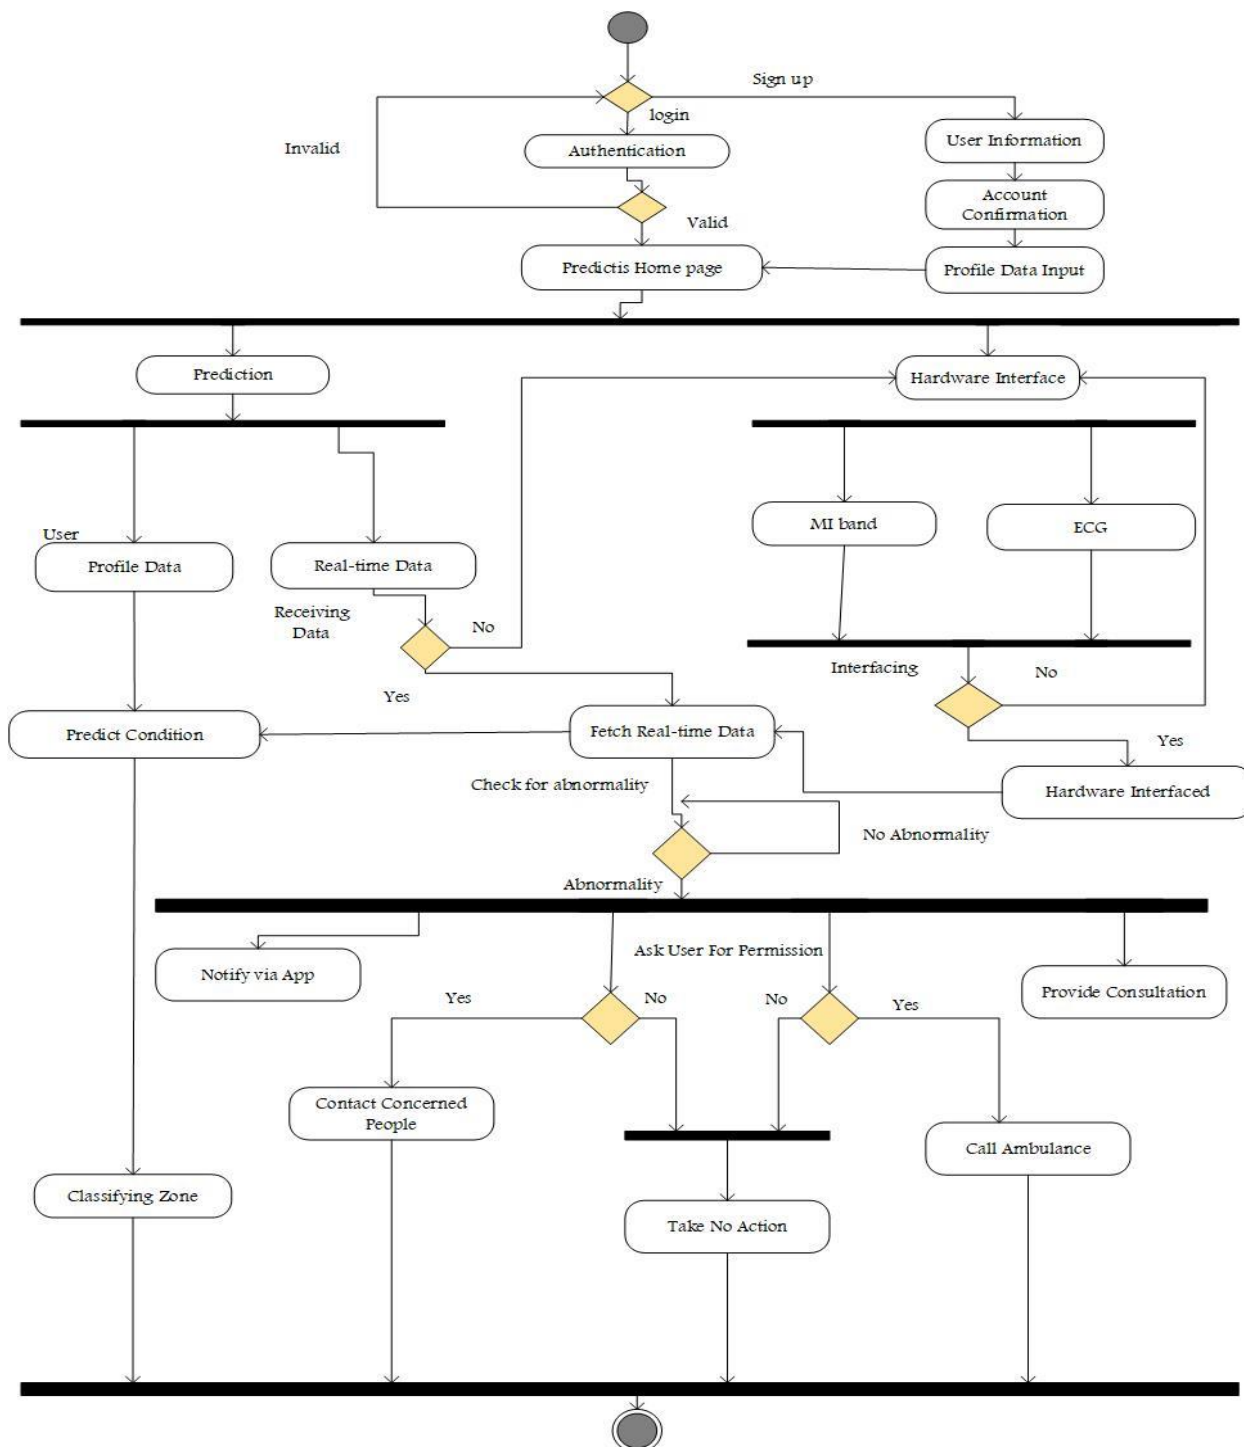 Sign up
login
Invalid
Authentication
User Information
Account
Confirmation
Valid
Predictis Home page
Profile Data Input
Prediction
Hardware Interface
MI band
ECG
User
Profile Data
Real-time Data
Receiving
Data
No
Interfacing
No
Yes
Predict Condition
Fetch Real-time Data
Yes
Check for abnormality
Hardware Interfaced
No Abnormality
Abnormality
Ask User For Permission
Notify via App
Provide Consultation
Yes
No
No
Yes
Contact Concerned
People
Call Ambulance
Classifying Zone
Take No Action